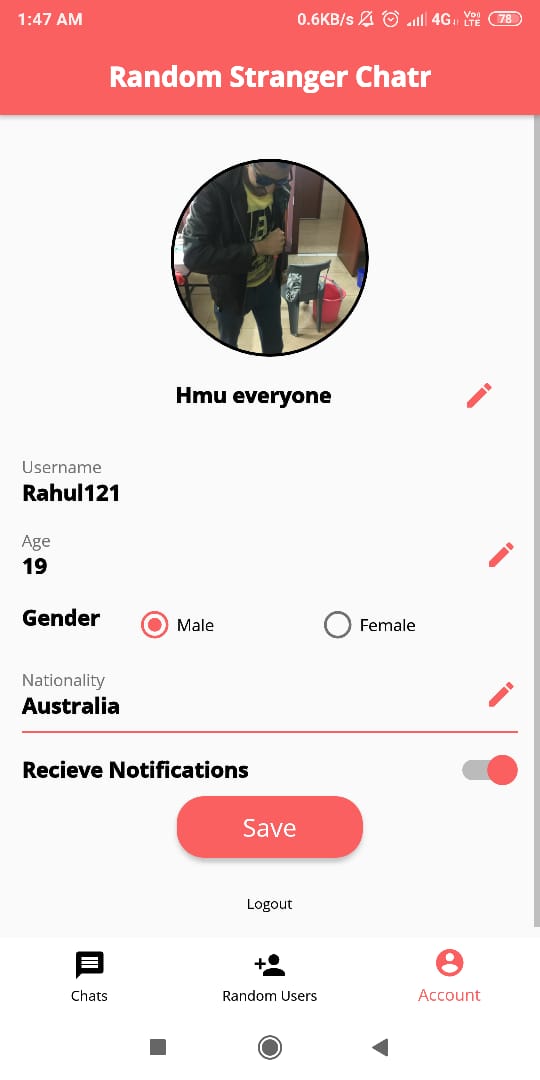 1:47 AM 0.6KB/s 4G Vo)) LTE 78
Random Stranger Chatr
Hmu everyone
Username
Rahul121
Age
19
Gender Male Female
Nationality
Australia
Recieve Notifications
Save
Logout
Chats Random Users Account